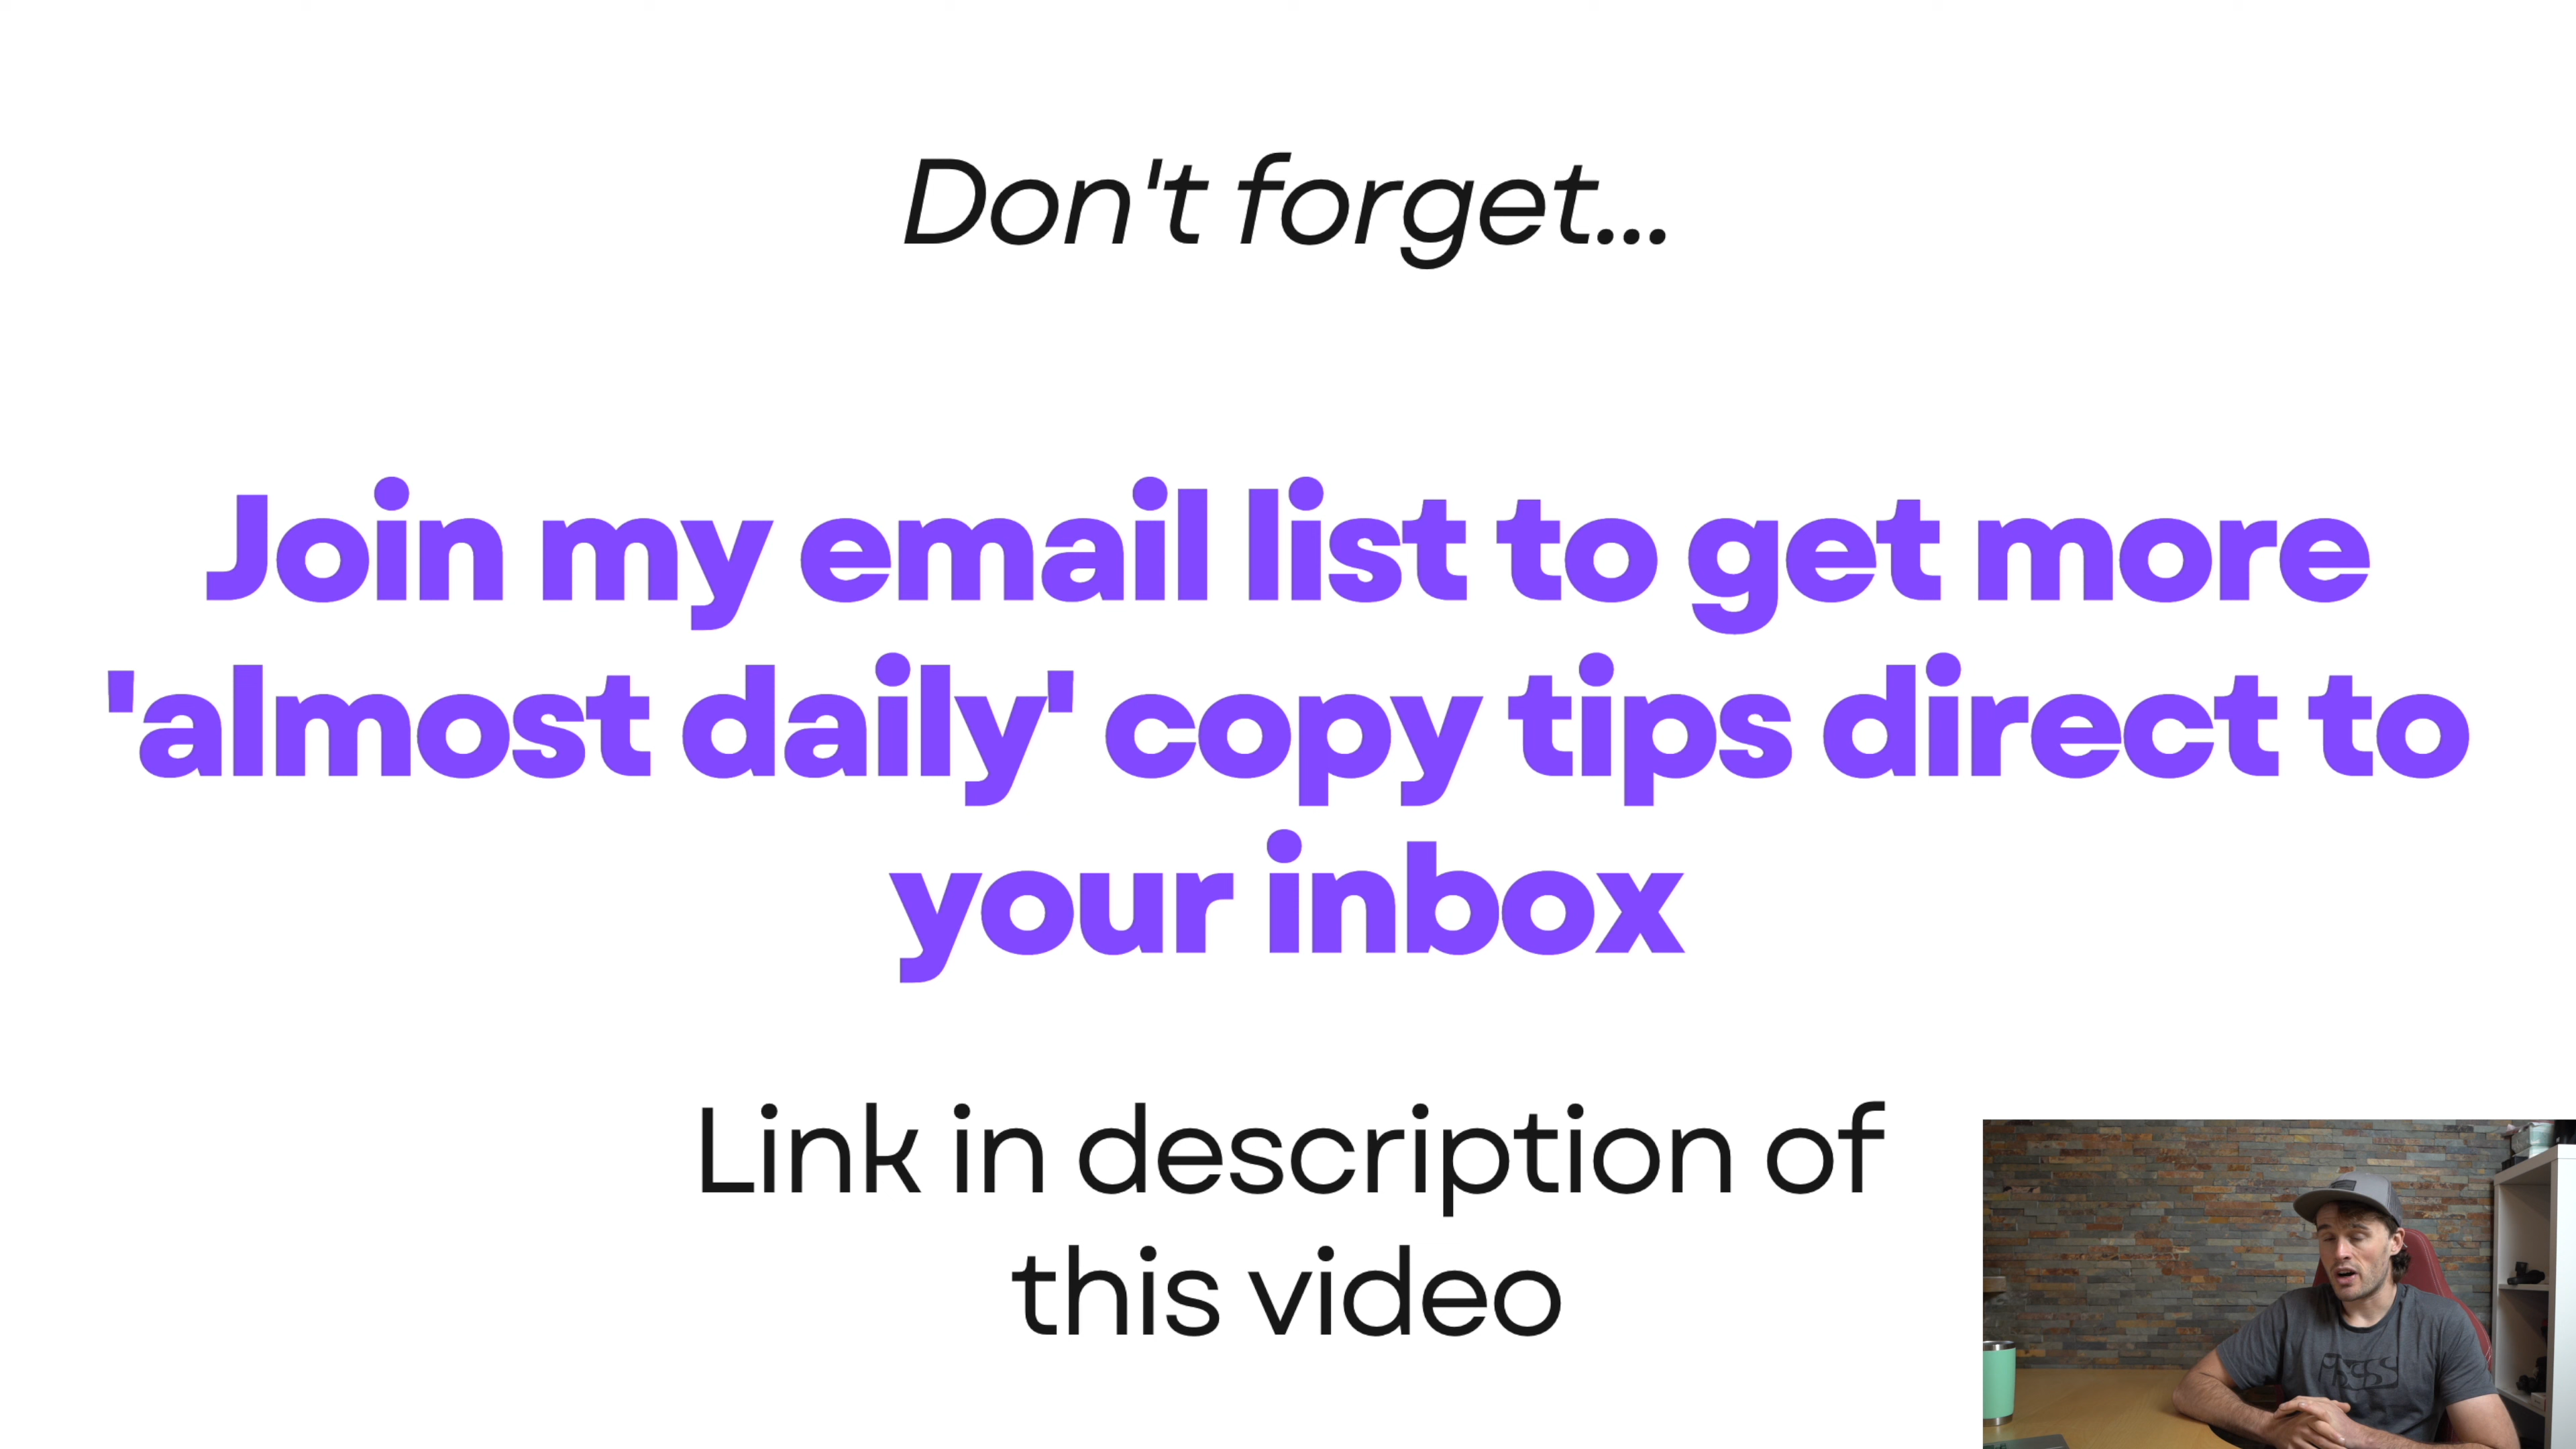 Don't forget...
Join my email list to get more
'almost daily' copy tips direct to
your inbox
Link in description of
this video